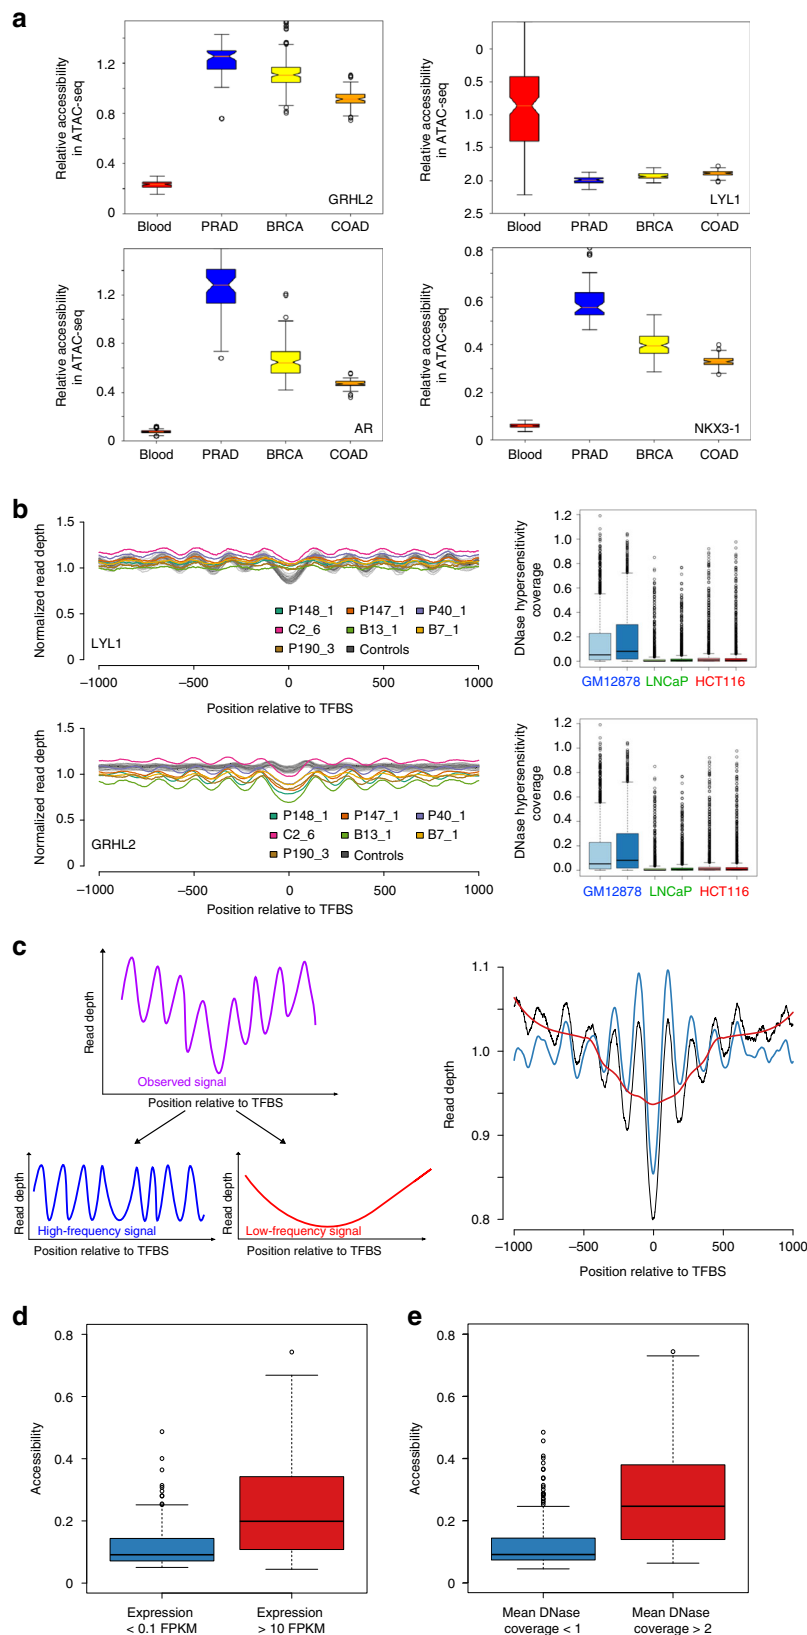 a
Relative accessibility
in ATAC-seq
1.2
0.8
0.4
0
GRHL2
Blood PRAD BRCA COAD
Relative accessibility
in ATAC-seq
0
0.5
1.0
1.5
2.0
2.5
LYL1
Blood PRAD BRCA COAD
Relative accessibility
in ATAC-seq
1.2
0.8
0.4
0
AR
Blood PRAD BRCA COAD
Relative accessibility
in ATAC-seq
0.8
0.6
0.4
0.2
0
NKX3-1
Blood PRAD BRCA COAD
b
Normalized read depth
1.5
1.0
0.5
0
P148_1 P147_1 P40_1
C2_6 B13_1 B7_1
P190_3 Controls
LYL1
−1000 −500 0 500 1000
Position relative to TFBS
DNase hypersensitivity
coverage
1.2
1.0
0.8
0.6
0.4
0.2
0.0
GM12878 LNCaP HCT116
Normalized read depth
1.5
1.0
0.5
0
P148_1 P147_1 P40_1
C2_6 B13_1 B7_1
P190_3 Controls
GRHL2
−1000 −500 0 500 1000
Position relative to TFBS
DNase hypersensitivity
coverage
1.2
1.0
0.8
0.6
0.4
0.2
0.0
GM12878 LNCaP HCT116
c
Read depth
Observed signal
Position relative to TFBS
Read depth
High-frequency signal
Position relative to TFBS
Read depth
Low-frequency signal
Position relative to TFBS
Read depth
1.1
1.0
0.9
0.8
−1000 −500 0 500 1000
Position relative to TFBS
d
Accessibility
0.8
0.6
0.4
0.2
0
Expression
< 0.1 FPKM
Expression
> 10 FPKM
e
Accessibility
0.8
0.6
0.4
0.2
0
Mean DNase
coverage < 1
Mean DNase
coverage > 2